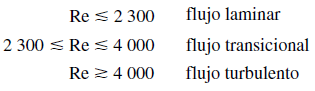 Re ≤ 2 300 flujo laminar
2 300 ≤ Re ≤ 4 000 flujo transicional
Re ≥ 4 000 flujo turbulento